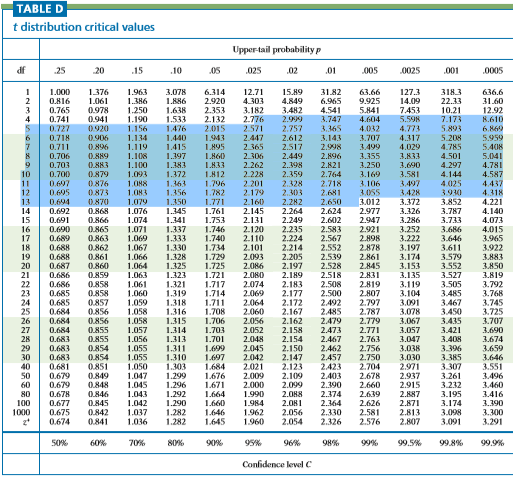 TABLE D
t distribution critical values
Upper-tail probability p
df .25 .20 .15 .10 .05 .025 .02 .01 .005 .0025 .001 .0005
1 1.000 1.376 1.963 3.078 6.314 12.71 15.89 31.82 63.66 127.3 318.3 636.6
2 0.816 1.061 1.386 1.886 2.920 4.303 4.849 6.965 9.925 14.09 22.33 31.60
3 0.765 0.978 1.250 1.638 2.353 3.182 3.482 4.541 5.841 7.453 10.21 12.92
4 0.741 0.941 1.190 1.533 2.132 2.776 2.999 3.747 4.604 5.598 7.173 8.610
5 0.727 0.920 1.156 1.476 2.015 2.571 2.757 3.365 4.032 4.773 5.893 6.869
6 0.718 0.906 1.134 1.440 1.943 2.447 2.612 3.143 3.707 4.317 5.208 5.959
7 0.711 0.896 1.119 1.415 1.895 2.365 2.517 2.998 3.499 4.029 4.785 5.408
8 0.706 0.889 1.108 1.397 1.860 2.306 2.449 2.896 3.355 3.833 4.501 5.041
9 0.703 0.883 1.100 1.383 1.833 2.262 2.398 2.821 3.250 3.690 4.297 4.781
10 0.700 0.879 1.093 1.372 1.812 2.228 2.359 2.764 3.169 3.581 4.144 4.587
11 0.697 0.876 1.088 1.363 1.796 2.201 2.328 2.718 3.106 3.497 4.025 4.437
12 0.695 0.873 1.083 1.356 1.782 2.179 2.303 2.681 3.055 3.428 3.930 4.318
13 0.694 0.870 1.079 1.350 1.771 2.160 2.282 2.650 3.012 3.372 3.852 4.221
14 0.692 0.868 1.076 1.345 1.761 2.145 2.264 2.624 2.977 3.326 3.787 4.140
15 0.691 0.866 1.074 1.341 1.753 2.131 2.249 2.602 2.947 3.286 3.733 4.073
16 0.690 0.865 1.071 1.337 1.746 2.120 2.235 2.583 2.921 3.252 3.686 4.015
17 0.689 0.863 1.069 1.333 1.740 2.110 2.224 2.567 2.898 3.222 3.646 3.965
18 0.688 0.862 1.067 1.330 1.734 2.101 2.214 2.552 2.878 3.197 3.611 3.922
19 0.688 0.861 1.066 1.328 1.729 2.093 2.205 2.539 2.861 3.174 3.579 3.883
20 0.687 0.860 1.064 1.325 1.725 2.086 2.197 2.528 2.845 3.153 3.552 3.850
21 0.686 0.859 1.063 1.323 1.721 2.080 2.189 2.518 2.831 3.135 3.527 3.819
22 0.686 0.858 1.061 1.321 1.717 2.074 2.183 2.508 2.819 3.119 3.505 3.792
23 0.685 0.858 1.060 1.319 1.714 2.069 2.177 2.500 2.807 3.104 3.485 3.768
24 0.685 0.857 1.059 1.318 1.711 2.064 2.172 2.492 2.797 3.091 3.467 3.745
25 0.684 0.856 1.058 1.316 1.708 2.060 2.167 2.485 2.787 3.078 3.450 3.725
26 0.684 0.856 1.058 1.315 1.706 2.056 2.162 2.479 2.779 3.067 3.435 3.707
27 0.684 0.855 1.057 1.314 1.703 2.052 2.158 2.473 2.771 3.057 3.421 3.690
28 0.683 0.855 1.056 1.313 1.701 2.048 2.154 2.467 2.763 3.047 3.408 3.674
29 0.683 0.854 1.055 1.311 1.699 2.045 2.150 2.462 2.756 3.038 3.396 3.659
30 0.683 0.854 1.055 1.310 1.697 2.042 2.147 2.457 2.750 3.030 3.385 3.646
40 0.681 0.851 1.050 1.303 1.684 2.021 2.123 2.423 2.704 2.971 3.307 3.551
50 0.679 0.849 1.047 1.299 1.676 2.009 2.109 2.403 2.678 2.937 3.261 3.496
60 0.679 0.848 1.045 1.296 1.671 2.000 2.099 2.390 2.660 2.915 3.232 3.460
80 0.678 0.846 1.043 1.292 1.664 1.990 2.088 2.374 2.639 2.887 3.195 3.416
100 0.677 0.845 1.042 1.290 1.660 1.984 2.081 2.364 2.626 2.871 3.174 3.390
1000 0.675 0.842 1.037 1.282 1.646 1.962 2.056 2.330 2.581 2.813 3.098 3.300
z* 0.674 0.841 1.036 1.282 1.645 1.960 2.054 2.326 2.576 2.807 3.091 3.291
50% 60% 70% 80% 90% 95% 96% 98% 99% 99.5% 99.8% 99.9%
Confidence level C